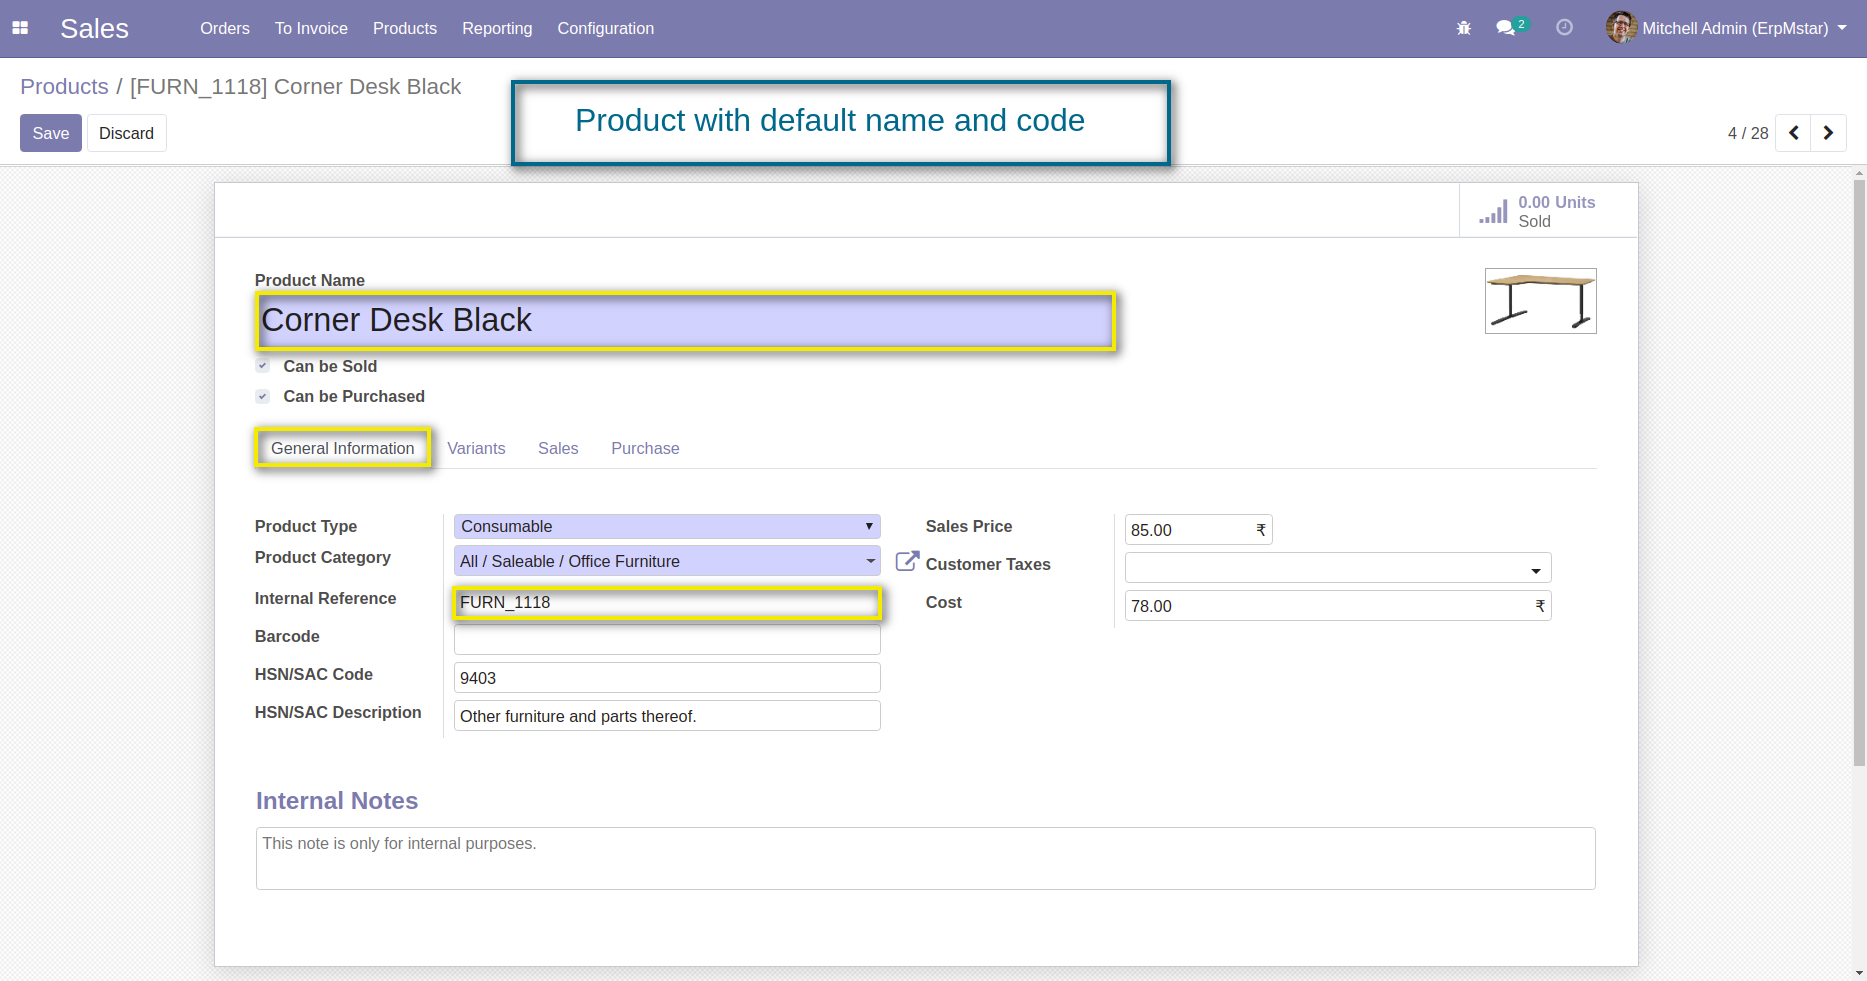 Sales Orders To Invoice Products Reporting Configuration 2 Mitchell Admin (ErpMstar)
Products / [FURN_1118] Corner Desk Black
Product with default name and code
Save Discard 4 / 28
0.00 Units
Sold
Product Name
Corner Desk Black
Can be Sold
Can be Purchased
General Information Variants Sales Purchase
Product Type Consumable Sales Price 85.00 ₹
Product Category All / Saleable / Office Furniture Customer Taxes
Internal Reference FURN_1118 Cost 78.00 ₹
Barcode
HSN/SAC Code 9403
HSN/SAC Description Other furniture and parts thereof.
Internal Notes
This note is only for internal purposes.